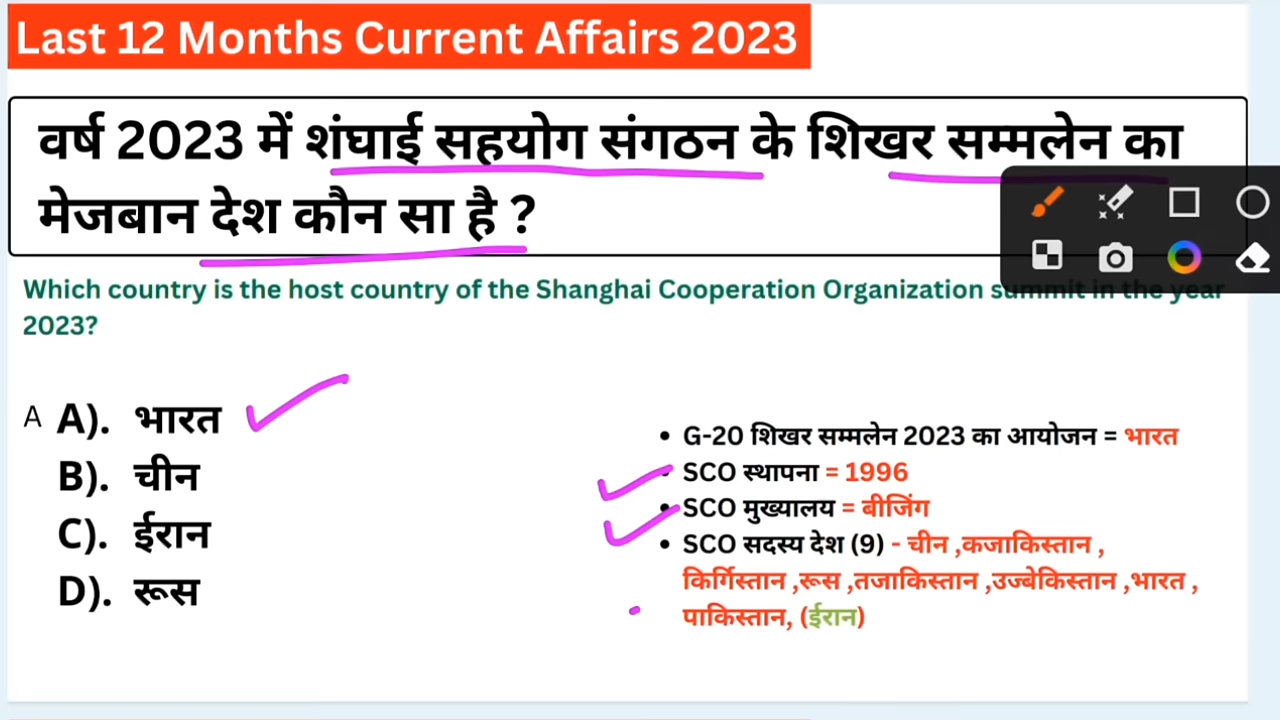 Last 12 Months Current Affairs 2023
वर्ष 2023 में शंघाई सहयोग संगठन के शिखर सम्मलेन का
मेजबान देश कौन सा है ?
Which country is the host country of the Shanghai Cooperation Organization summit in the year
2023?
A A). भारत
B). चीन
C). ईरान
D). रूस
• G-20 शिखर सम्मलेन 2023 का आयोजन = भारत
• SCO स्थापना = 1996
• SCO मुख्यालय = बीजिंग
• SCO सदस्य देश (9) - चीन ,कजाकिस्तान ,
किर्गिस्तान ,रूस ,तजाकिस्तान ,उज्बेकिस्तान ,भारत ,
पाकिस्तान, (ईरान)